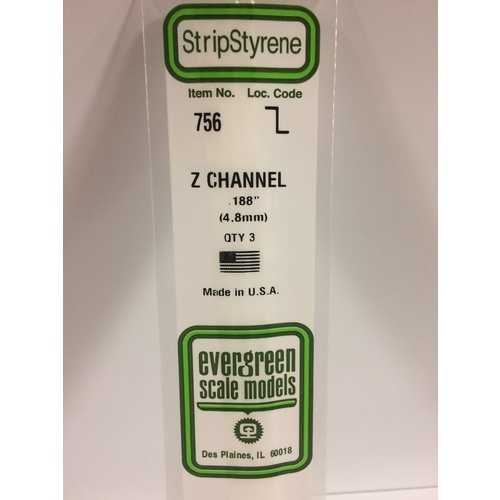 StripStyrene
Item No. Loc. Code
756
Z CHANNEL
.188"
(4.8mm)
QTY 3
Made in U.S.A.
evergreen
scale models
Des Plaines, IL 60018